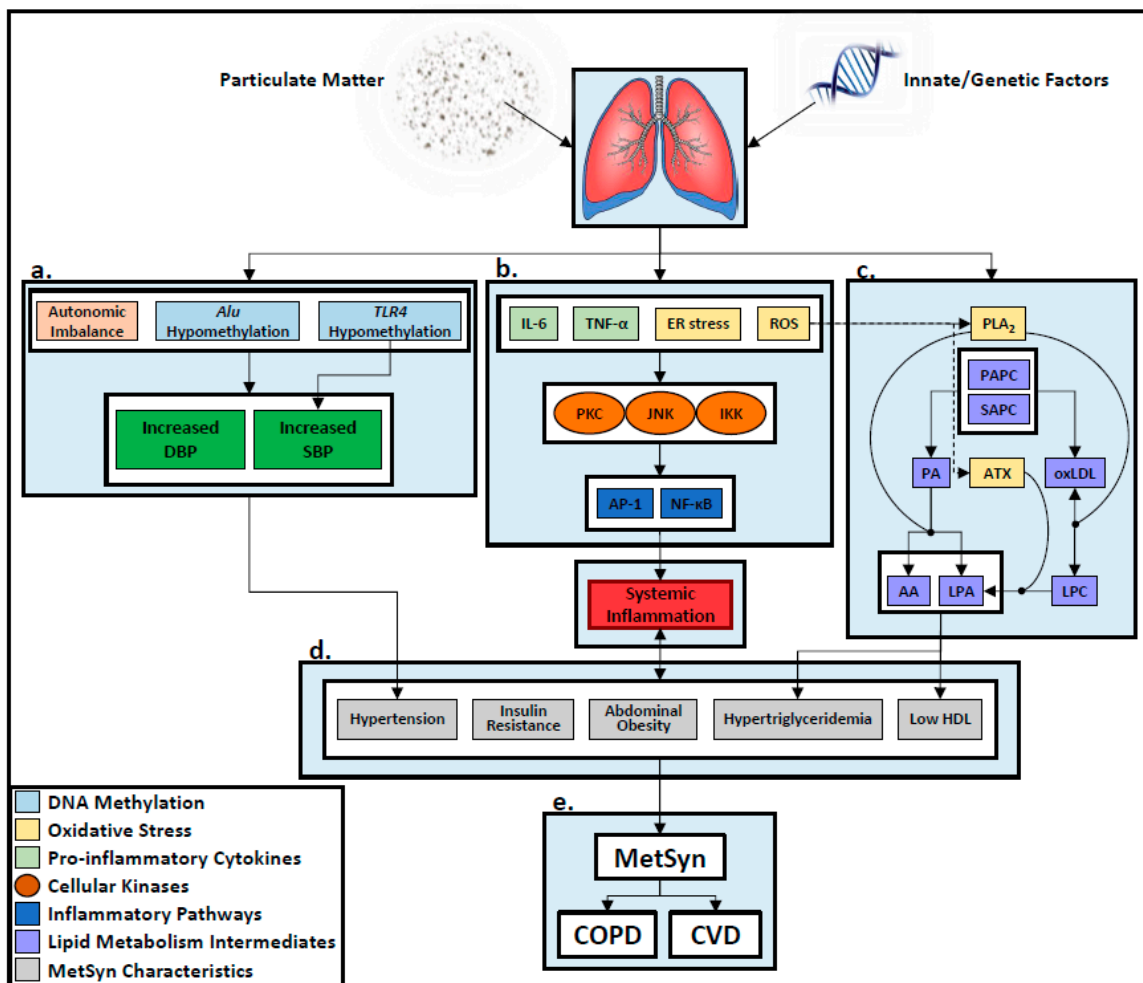 Particulate Matter
Innate/Genetic Factors
a.
Autonomic
Imbalance
Alu
Hypomethylation
TLR4
Hypomethylation
Increased
DBP
Increased
SBP
b.
IL-6
TNF-α
ER stress
ROS
PKC
JNK
IKK
AP-1
NF-κB
Systemic
Inflammation
c.
PLA₂
PAPC
SAPC
PA
ATX
oxLDL
AA
LPA
LPC
d.
Hypertension
Insulin
Resistance
Abdominal
Obesity
Hypertriglyceridemia
Low HDL
e.
MetSyn
COPD
CVD
DNA Methylation
Oxidative Stress
Pro-inflammatory Cytokines
Cellular Kinases
Inflammatory Pathways
Lipid Metabolism Intermediates
MetSyn Characteristics